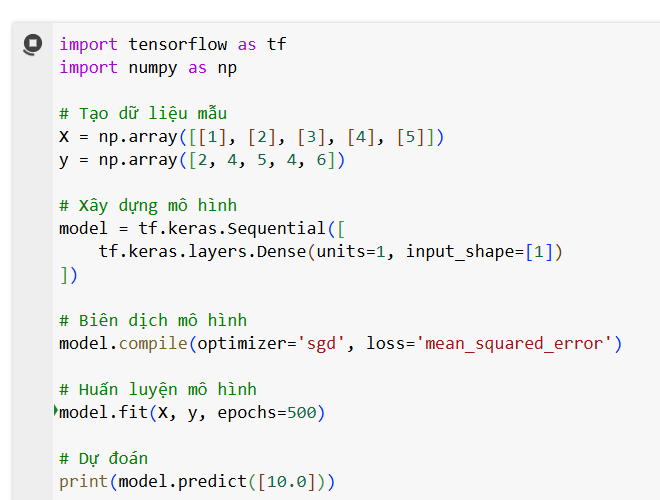 import tensorflow as tf
import numpy as np
# Tạo dữ liệu mẫu
X = np.array([[1], [2], [3], [4], [5]])
y = np.array([2, 4, 5, 4, 6])
# Xây dựng mô hình
model = tf.keras.Sequential([
    tf.keras.layers.Dense(units=1, input_shape=[1])
])
# Biên dịch mô hình
model.compile(optimizer='sgd', loss='mean_squared_error')
# Huấn luyện mô hình
model.fit(X, y, epochs=500)
# Dự đoán
print(model.predict([10.0]))